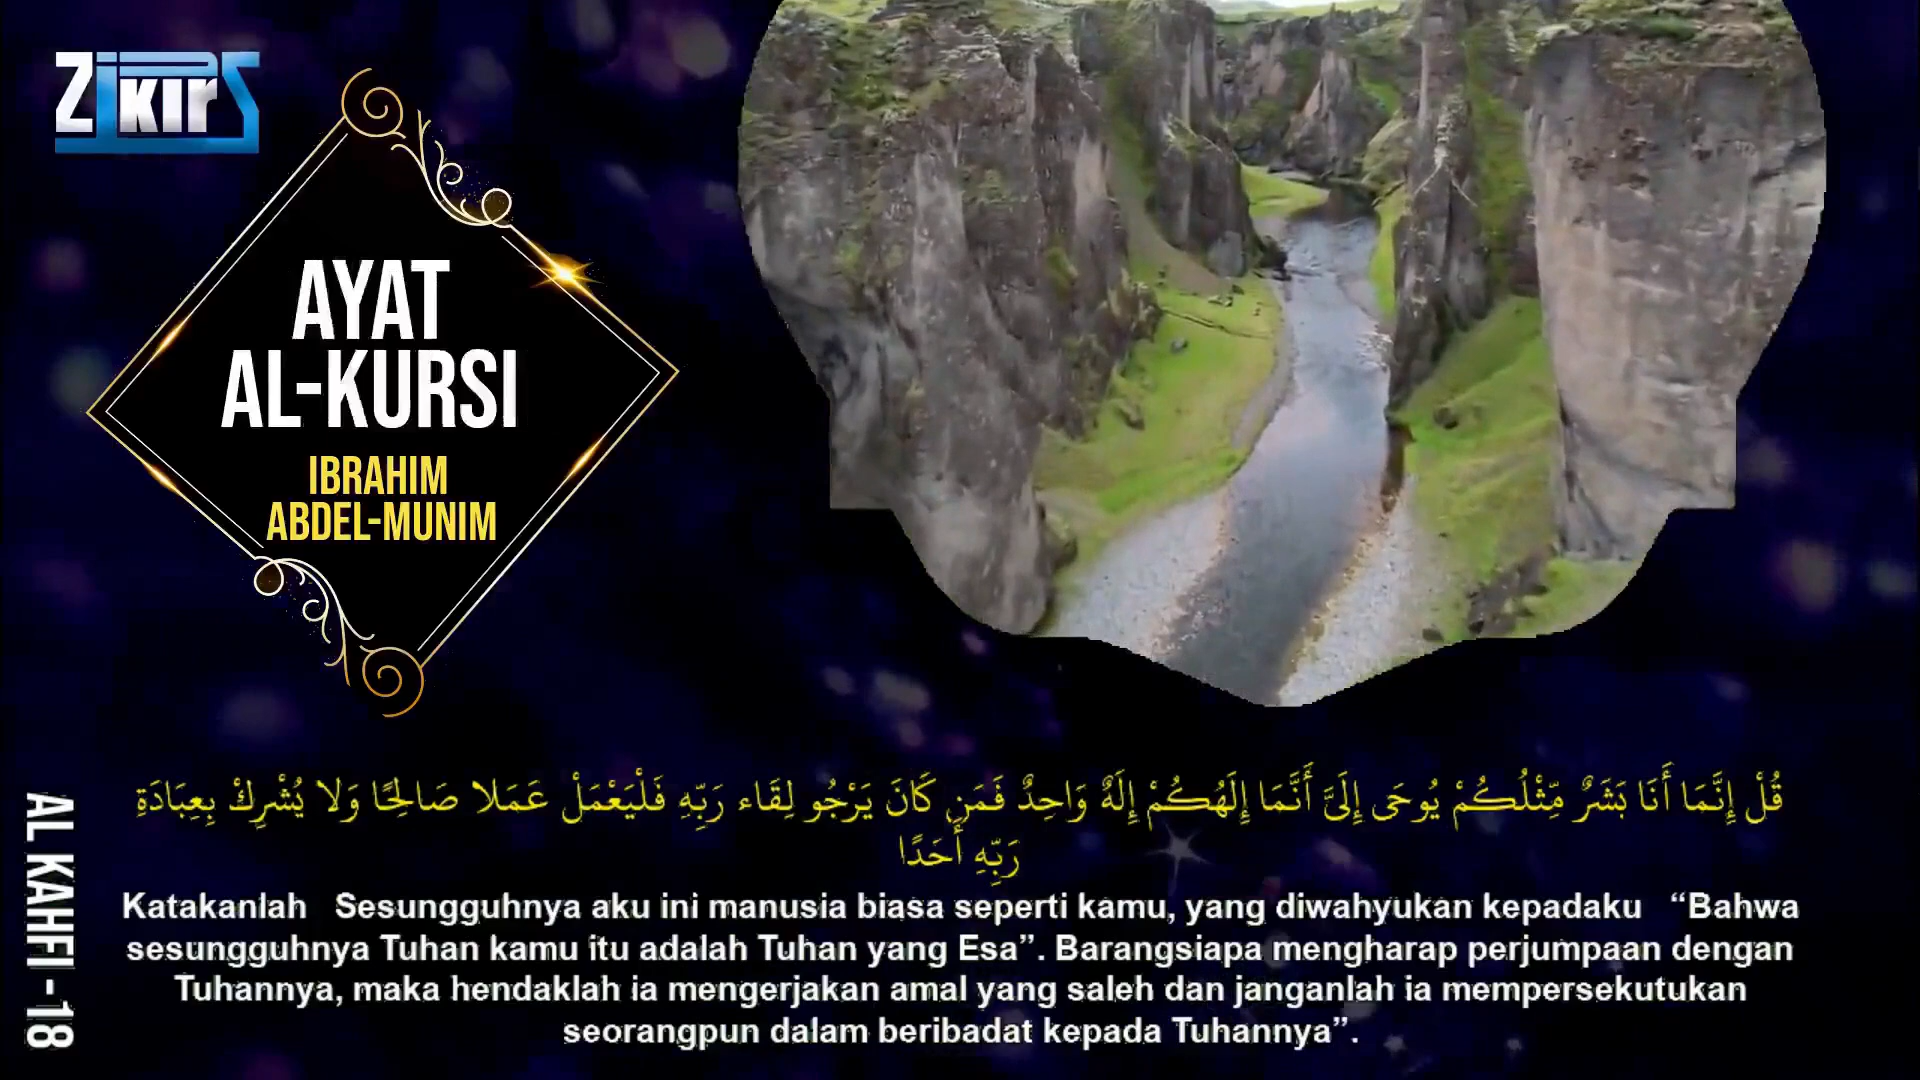 Zikir
AYAT
AL-KURSI
IBRAHIM
ABDEL-MUNIM
قُلْ إِنَّمَا أَنَا بَشَرٌ مِّثْلُكُمْ يُوحَى إِلَيَّ أَنَّمَا إِلَهُكُمْ إِلَهٌ وَاحِدٌ فَمَن كَانَ يَرْجُو لِقَاء رَبِّهِ فَلْيَعْمَلْ عَمَلا صَالِحًا وَلا يُشْرِكْ بِعِبَادَةِ
رَبِّهِ أَحَدًا
Katakanlah Sesungguhnya aku ini manusia biasa seperti kamu, yang diwahyukan kepadaku “Bahwa
sesungguhnya Tuhan kamu itu adalah Tuhan yang Esa”. Barangsiapa mengharap perjumpaan dengan
Tuhannya, maka hendaklah ia mengerjakan amal yang saleh dan janganlah ia mempersekutukan
seorangpun dalam beribadat kepada Tuhannya”.
AL KAHFI - 18